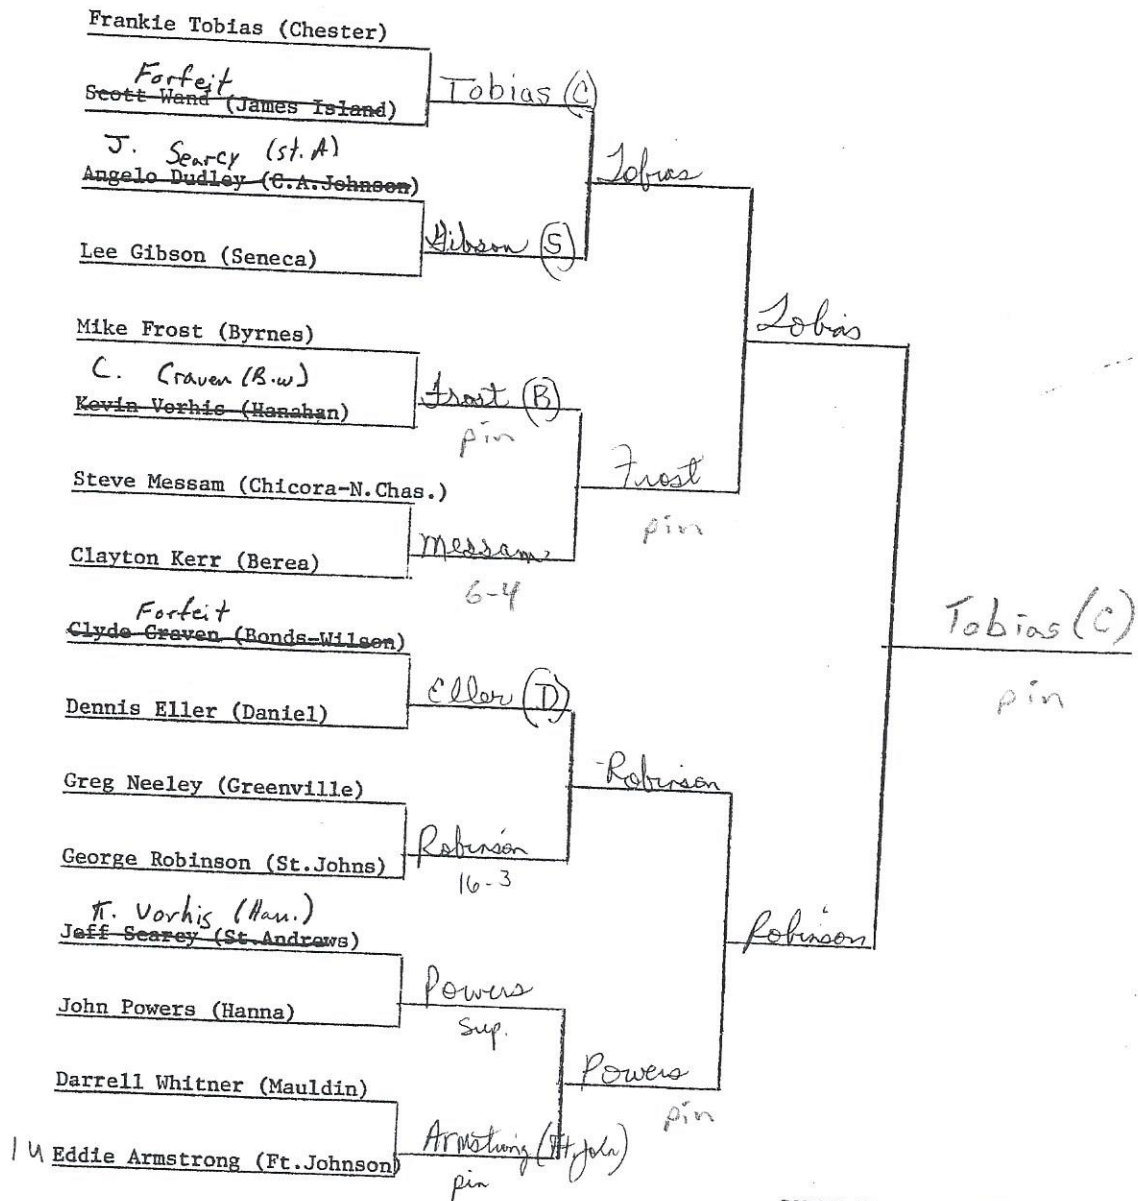 Frankie Tobias (Chester)
Forfeit
Scott Wand (James Island)
Tobias (C)
J. Searcy (St. A)
Angelo Dudley (C.A.Johnson)
Tobias
Gibson (S)
Lee Gibson (Seneca)
Mike Frost (Byrnes)
Tobias
C. Craven (B.W)
Kevin Vorhis (Hanahan)
Frost (B)
pin
Steve Messam (Chicora-N.Chas.)
Frost
pin
Messam
Clayton Kerr (Berea)
6-4
Forfeit
Clyde Craven (Bonds-Wilson)
Tobias (C)
pin
Eller (D)
Dennis Eller (Daniel)
Greg Neeley (Greenville)
Robinson
George Robinson (St.Johns)
Robinson
16-3
K. Vorhis (Han.)
Jeff Searcy (St.Andrews)
Robinson
Powers
John Powers (Hanna)
Sup.
Darrell Whitner (Mauldin)
Powers
pin
Armstrong (Ft. John)
14 Eddie Armstrong (Ft.Johnson)
pin